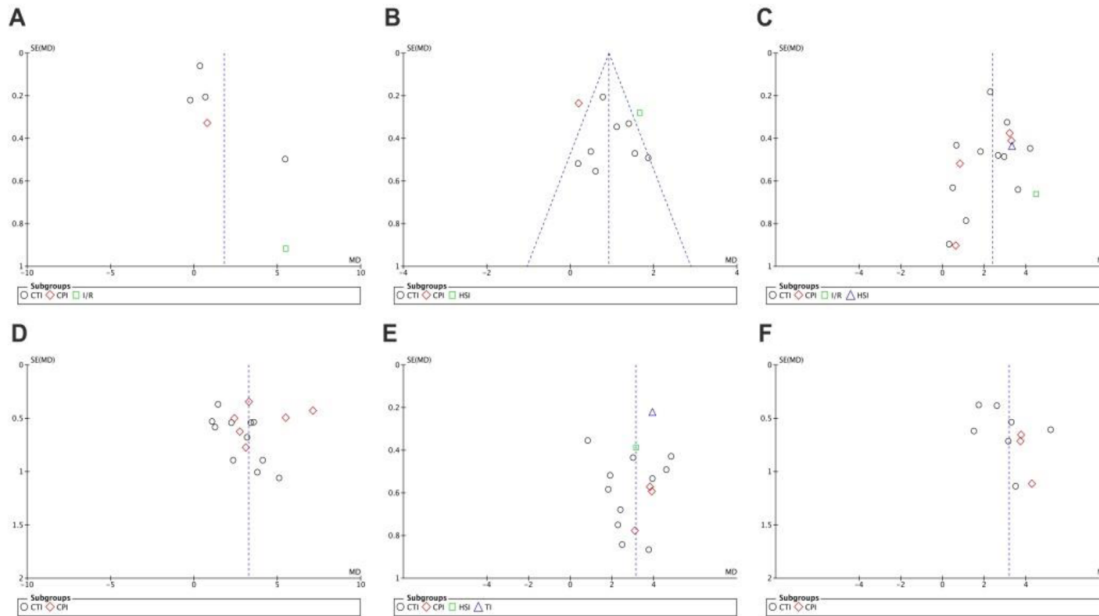 A
SE(MD)
0
0.2
0.4
0.6
0.8
1
MD
−10 −5 0 5 10
Subgroups
CTI CPI I/R
B
SE(MD)
0
0.2
0.4
0.6
0.8
1
MD
−4 −2 0 2 4
Subgroups
CTI CPI HSI
C
SE(MD)
0
0.2
0.4
0.6
0.8
1
−8 −4 −2 0 2 4 6
Subgroups
CTI CPI I/R HSI
D
SE(MD)
0
0.5
1
1.5
2
MD
−10 −5 0 5
Subgroups
CTI CPI
E
SE(MD)
0
0.2
0.4
0.6
0.8
1
MD
−8 −4 −2 0 2 4
Subgroups
CTI CPI HSI TI
F
SE(MD)
0
0.5
1
1.5
2
−8 −4 −2 0 2 4 6
Subgroups
CTI CPI